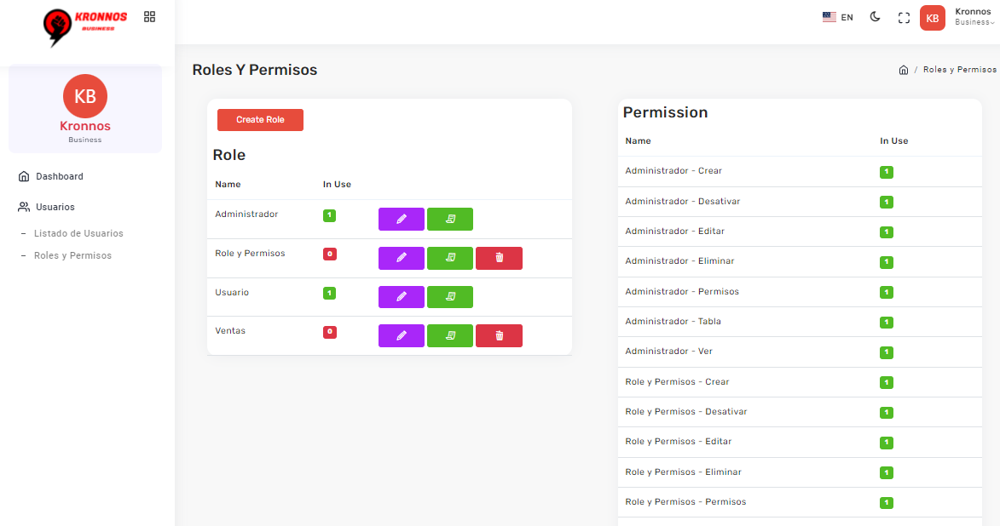 KRONNOS
BUSINESS
EN
KB
Kronnos
Business
KB
Kronnos
Business
Dashboard
Usuarios
- Listado de Usuarios
- Roles y Permisos
Roles Y Permisos
/ Roles y Permisos
Create Role
Role
Name In Use
Administrador 1
Role y Permisos 0
Usuario 1
Ventas 0
Permission
Name In Use
Administrador - Crear 1
Administrador - Desativar 1
Administrador - Editar 1
Administrador - Eliminar 1
Administrador - Permisos 1
Administrador - Tabla 1
Administrador - Ver 1
Role y Permisos - Crear 1
Role y Permisos - Desativar 1
Role y Permisos - Editar 1
Role y Permisos - Eliminar 1
Role y Permisos - Permisos 1